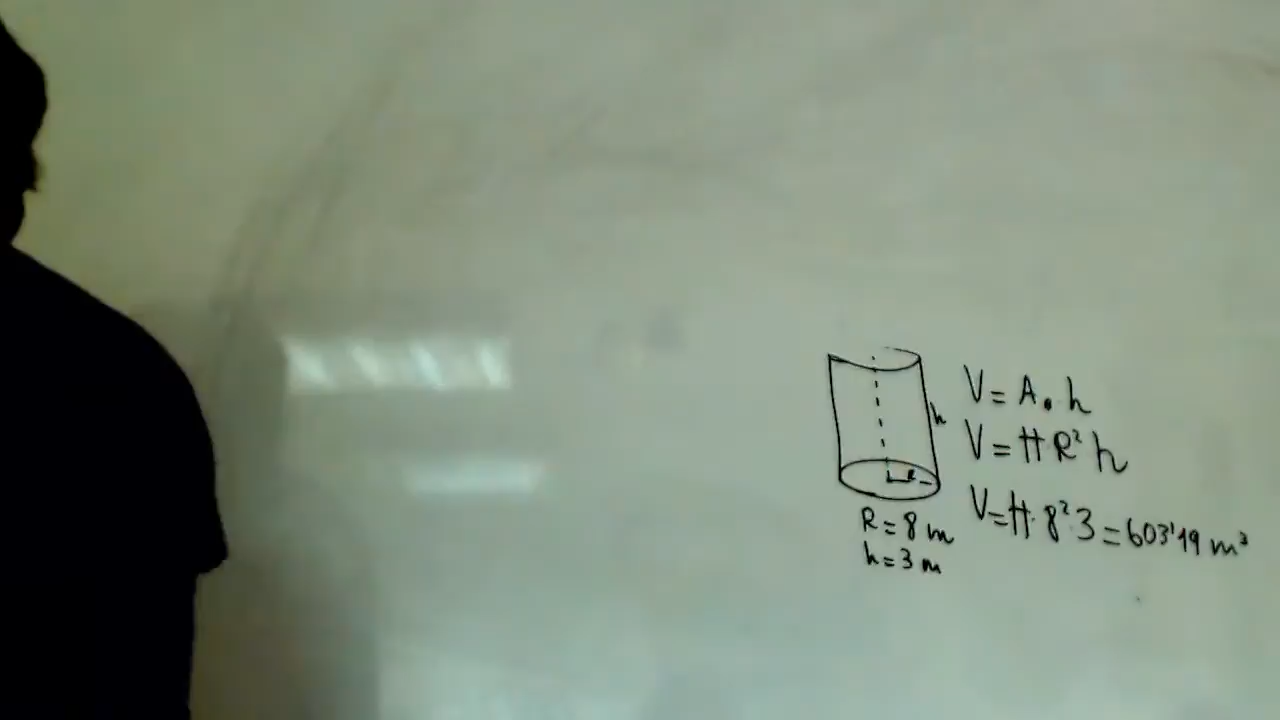 V = A . h
h
V = π R² h
R
V = π · 8² · 3 = 603'19 m³
R = 8 m
h = 3 m